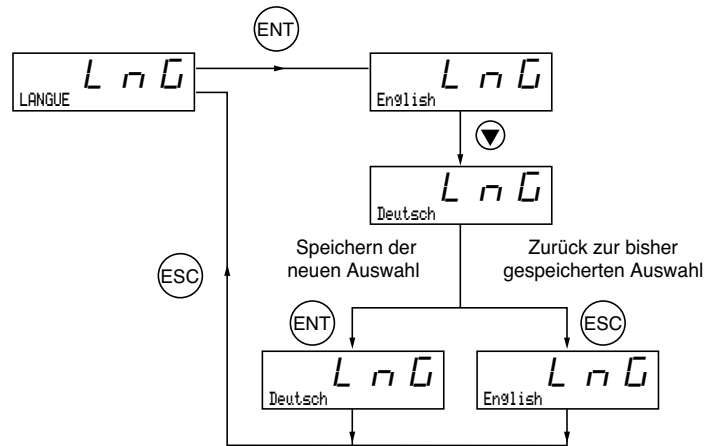 ENT
L n G
LANGUE
L n G
English
L n G
Deutsch
Speichern der
neuen Auswahl
Zurück zur bisher
gespeicherten Auswahl
ESC
ENT
ESC
L n G
Deutsch
L n G
English